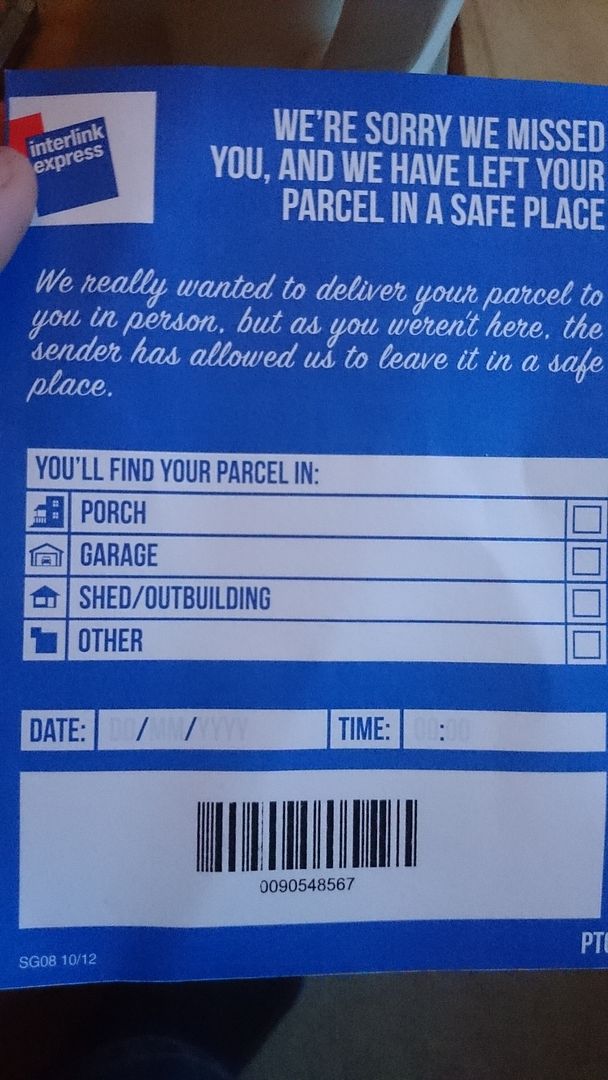 interlink
express
WE'RE SORRY WE MISSED
YOU, AND WE HAVE LEFT YOUR
PARCEL IN A SAFE PLACE
We really wanted to deliver your parcel to
you in person, but as you weren't here, the
sender has allowed us to leave it in a safe
place.
YOU'LL FIND YOUR PARCEL IN:
PORCH
GARAGE
SHED/OUTBUILDING
OTHER
DATE: DD/MM/YYYY TIME: 00:00
0090548567
SG08 10/12